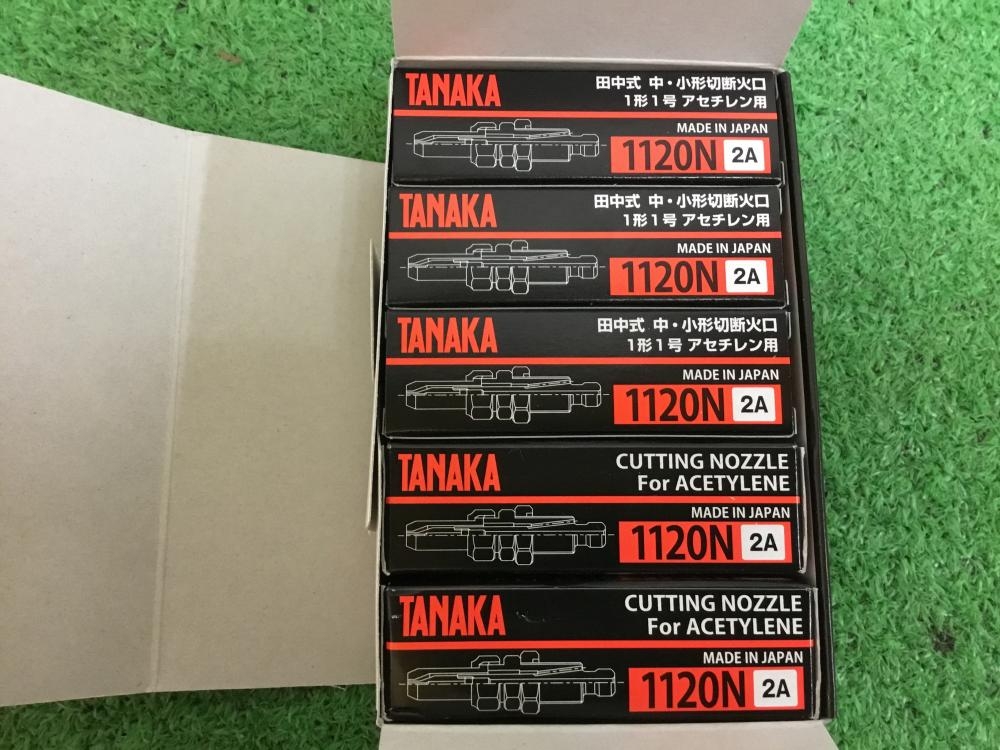 TANAKA
田中式 中・小形切断火口
1形1号 アセチレン用
MADE IN JAPAN
1120N 2A
TANAKA
田中式 中・小形切断火口
1形1号 アセチレン用
MADE IN JAPAN
1120N 2A
TANAKA
田中式 中・小形切断火口
1形1号 アセチレン用
MADE IN JAPAN
1120N 2A
TANAKA
CUTTING NOZZLE
For ACETYLENE
MADE IN JAPAN
1120N 2A
TANAKA
CUTTING NOZZLE
For ACETYLENE
MADE IN JAPAN
1120N 2A